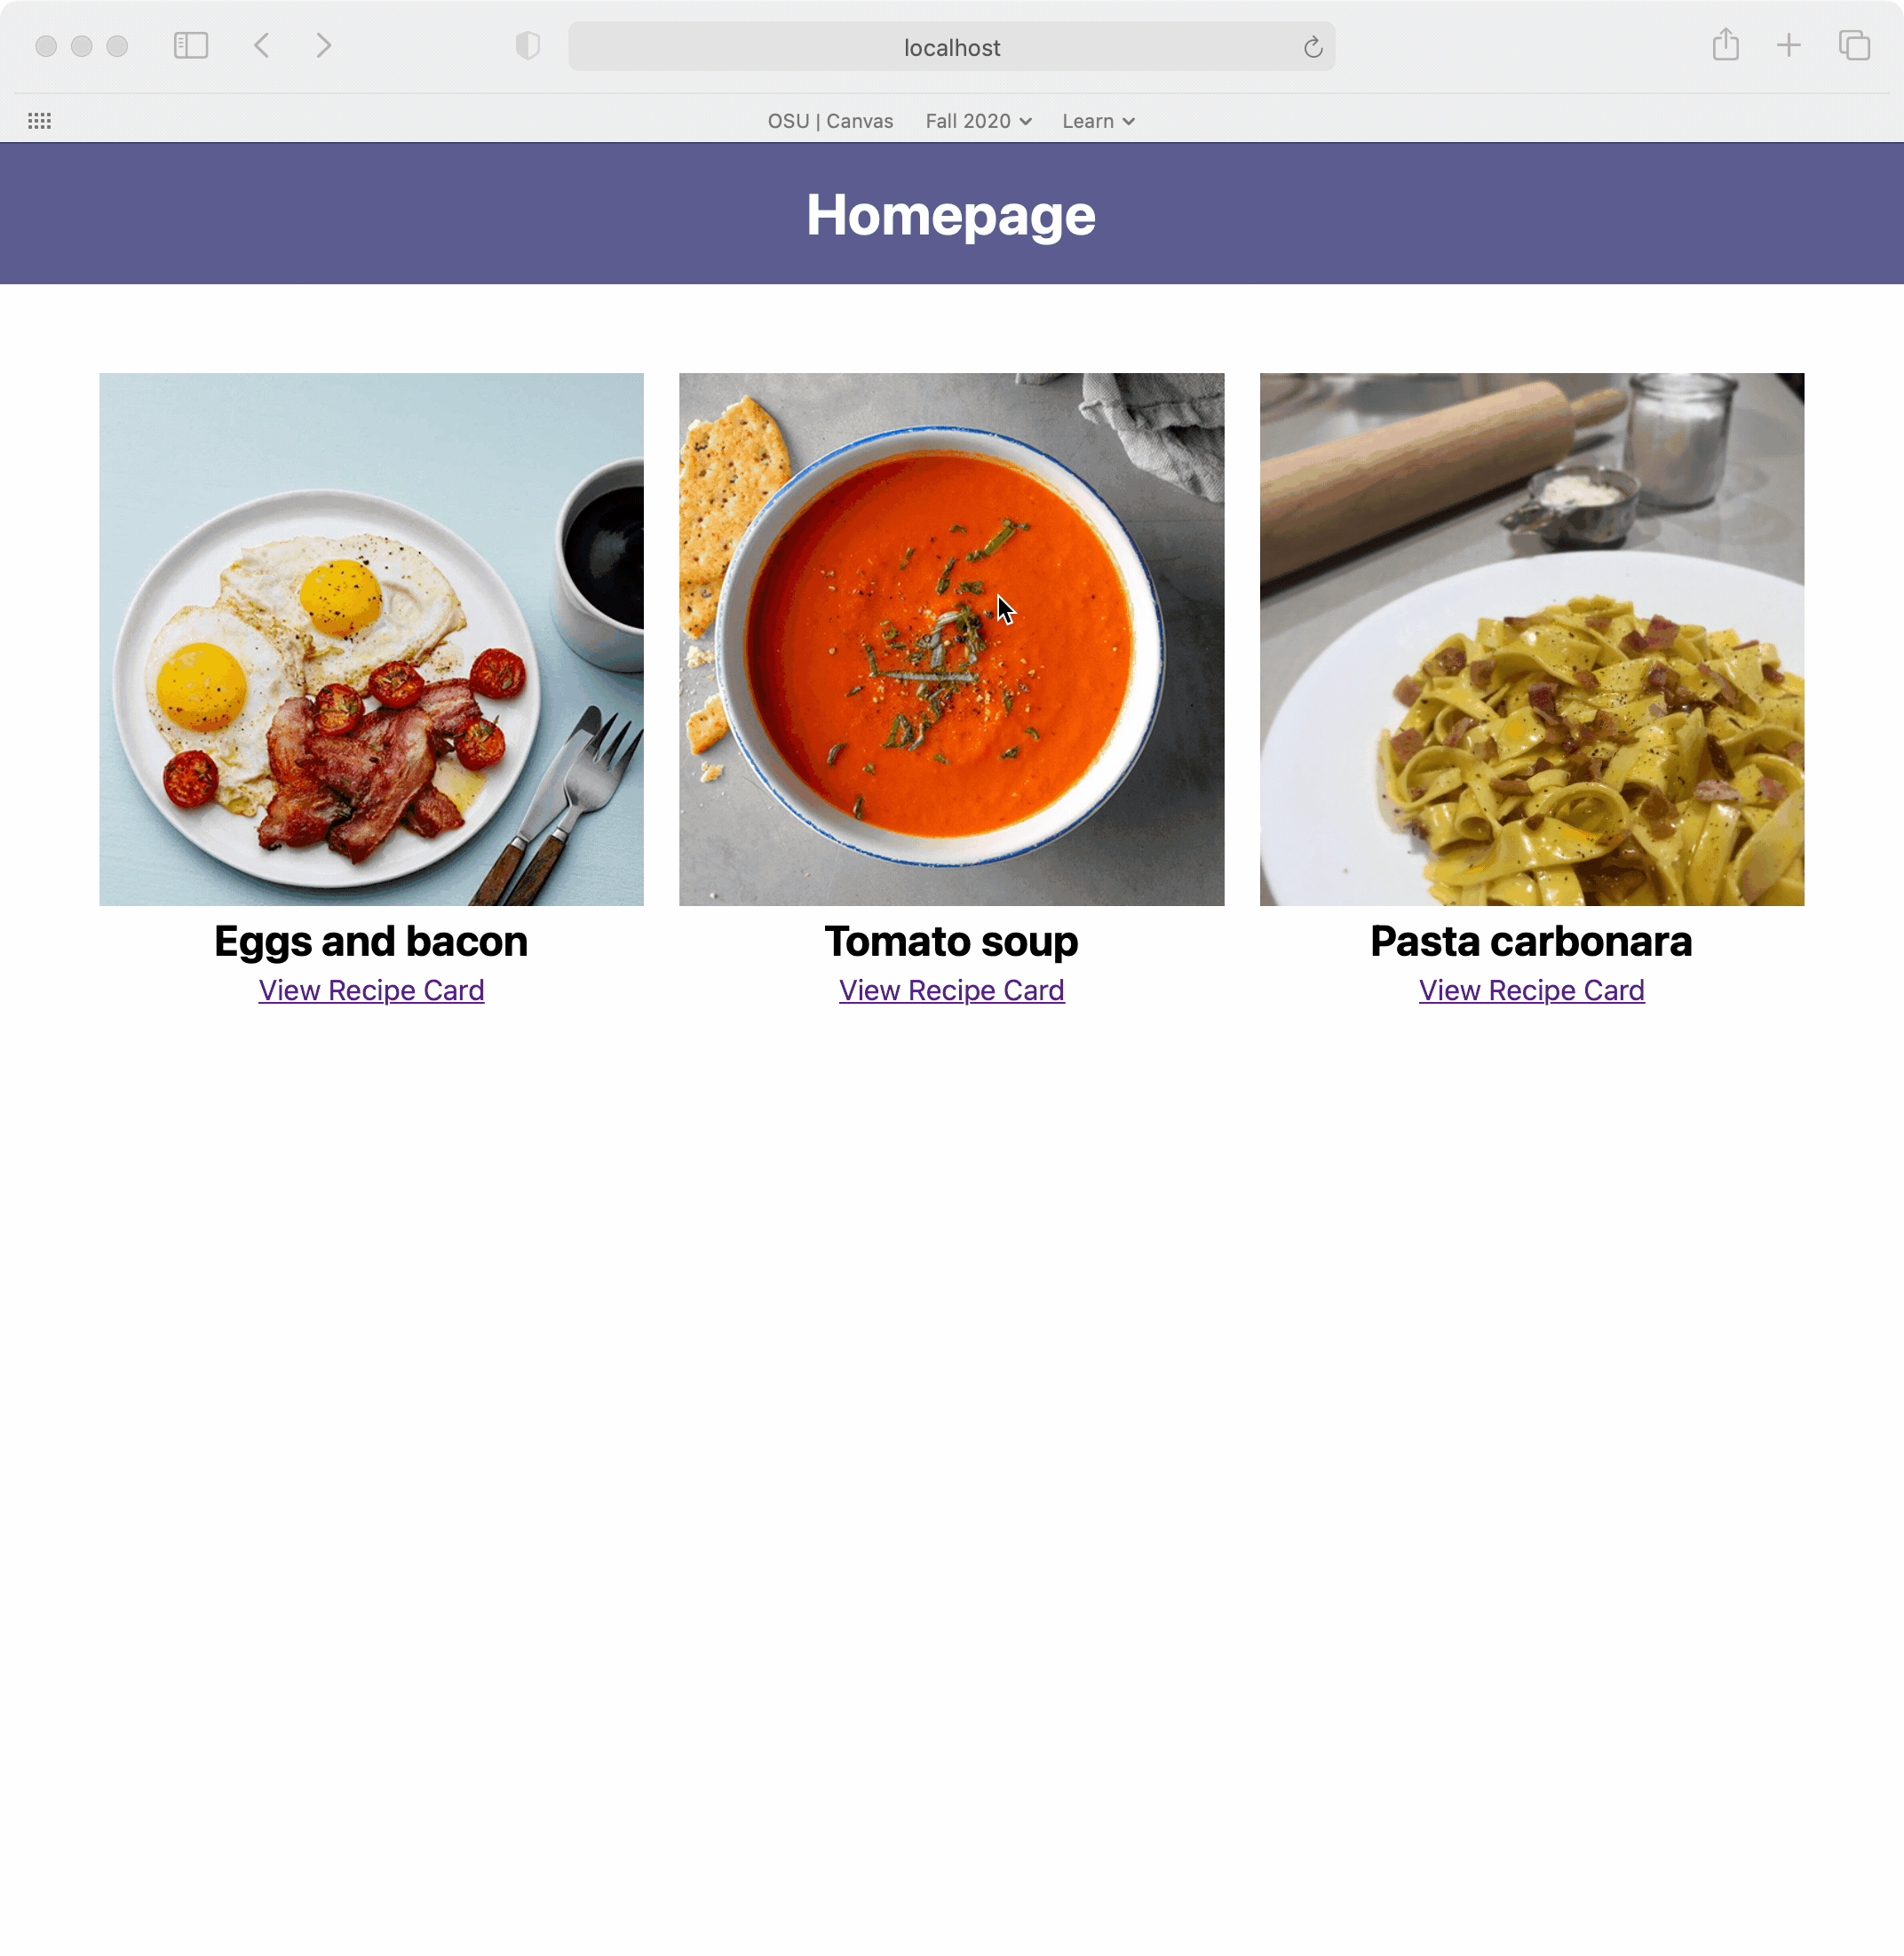 localhost
OSU | Canvas Fall 2020 Learn
Homepage
Eggs and bacon Tomato soup Pasta carbonara
View Recipe Card View Recipe Card View Recipe Card